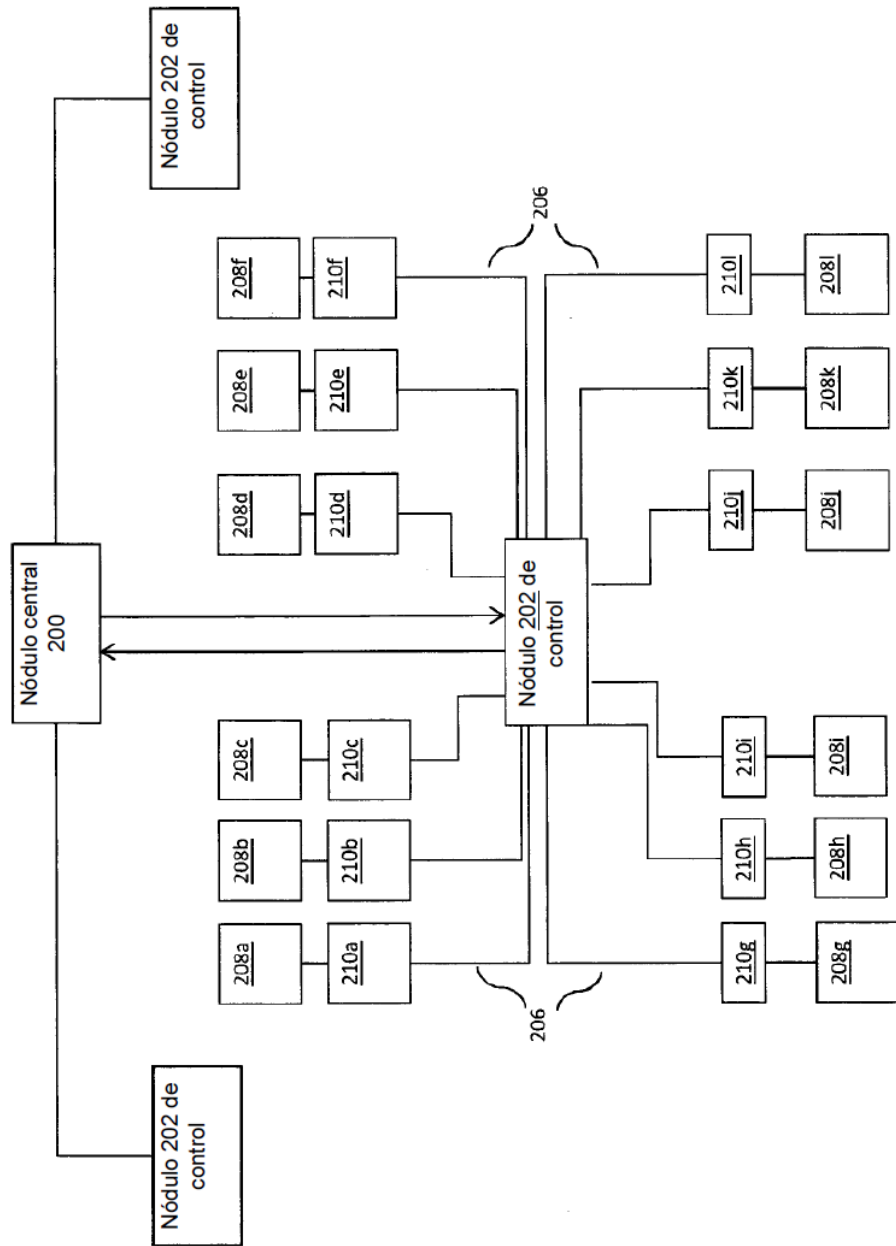 Nódulo central
200
Nódulo 202 de
control
Nódulo 202 de
control
208a
208b
208c
208d
208e
208f
210a
210b
210c
210d
210e
210f
206
206
Nódulo 202 de
control
210g
210h
210i
210j
210k
210l
208g
208h
208i
208j
208k
208l